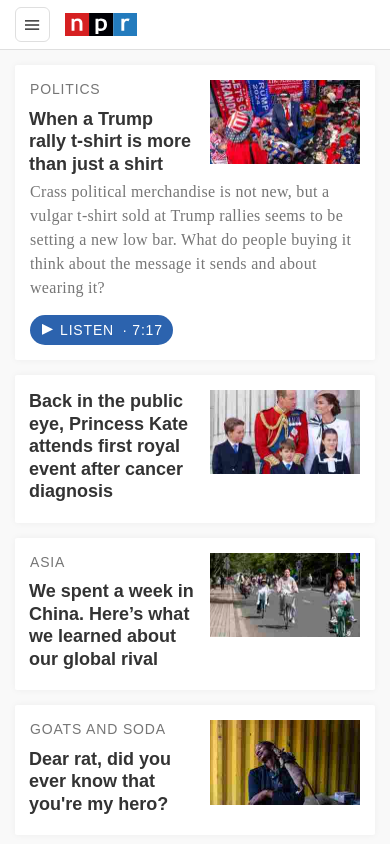 npr
POLITICS
When a Trump
rally t-shirt is more
than just a shirt
Crass political merchandise is not new, but a
vulgar t-shirt sold at Trump rallies seems to be
setting a new low bar. What do people buying it
think about the message it sends and about
wearing it?
LISTEN · 7:17
Back in the public
eye, Princess Kate
attends first royal
event after cancer
diagnosis
ASIA
We spent a week in
China. Here’s what
we learned about
our global rival
GOATS AND SODA
Dear rat, did you
ever know that
you're my hero?